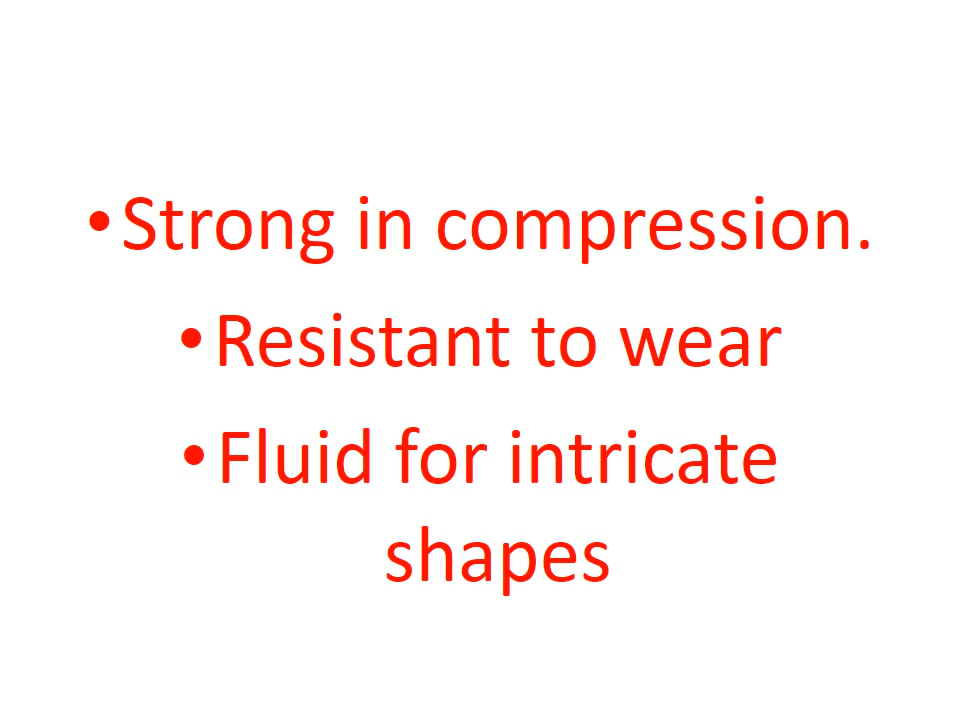 •Strong in compression.
•Resistant to wear
•Fluid for intricate
shapes